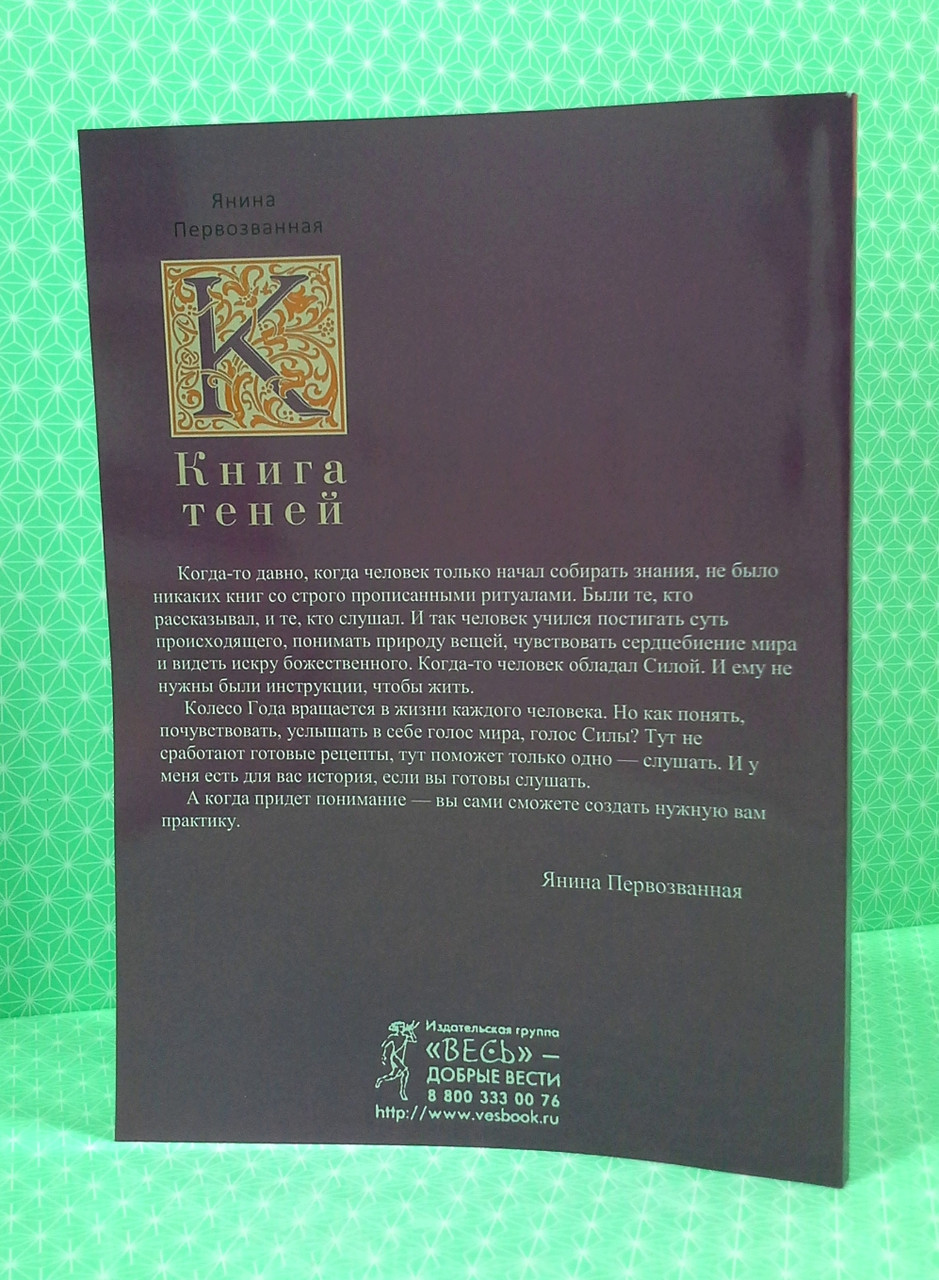 Янина
Первозванная
К
Книга
теней
Когда-то давно, когда человек только начал собирать знания, не было
никаких книг со строго прописанными ритуалами. Были те, кто
рассказывал, и те, кто слушал. И так человек учился постигать суть
происходящего, понимать природу вещей, чувствовать сердцебиение мира
и видеть искру божественного. Когда-то человек обладал Силой. И ему не
нужны были инструкции, чтобы жить.
Колесо Года вращается в жизни каждого человека. Но как понять,
почувствовать, услышать в себе голос мира, голос Силы? Тут не
сработают готовые рецепты, тут поможет только одно — слушать. И у
меня есть для вас история, если вы готовы слушать.
А когда придет понимание — вы сами сможете создать нужную вам
практику.
Янина Первозванная
Издательская группа
«ВЕСЬ» —
ДОБРЫЕ ВЕСТИ
8 800 333 00 76
http://www.vesbook.ru